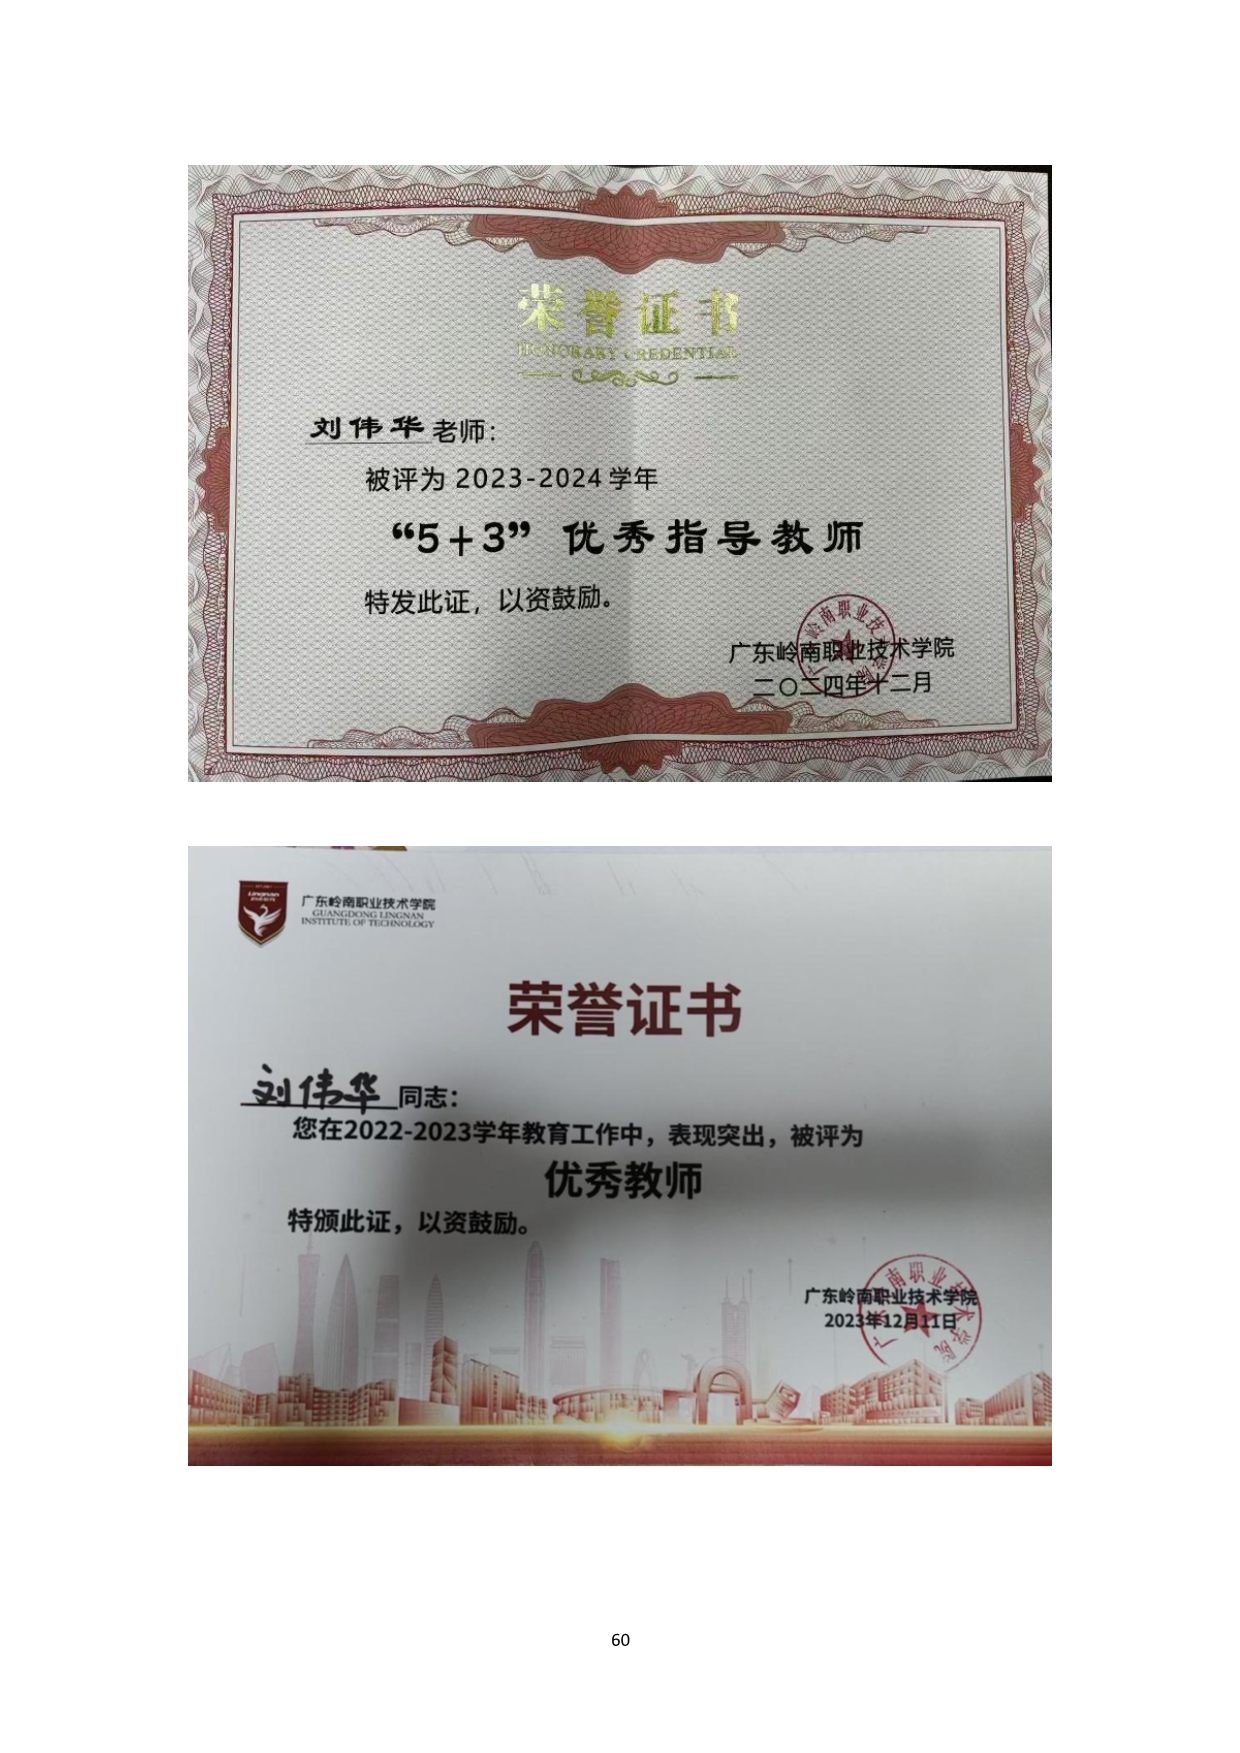 荣誉证书
HONORARY CREDENTIAL
刘伟华老师：
被评为 2023-2024 学年
“5+3” 优秀指导教师
特发此证，以资鼓励。
广东岭南职业技术学院
二〇二四年十二月
Lingnan
广东岭南职业技术学院
GUANGDONG LINGNAN
INSTITUTE OF TECHNOLOGY
荣誉证书
刘伟华同志：
您在2022-2023学年教育工作中，表现突出，被评为
优秀教师
特颁此证，以资鼓励。
广东岭南职业技术学院
2023年12月11日
60